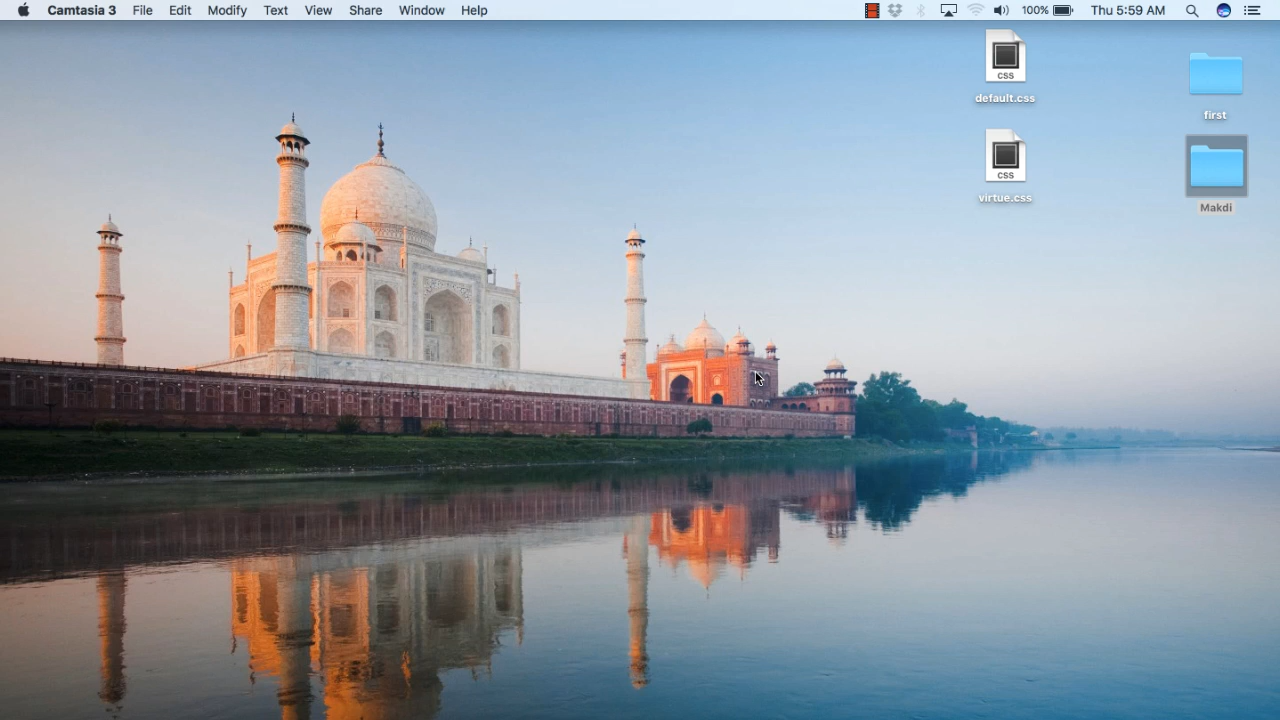 Camtasia 3 File Edit Modify Text View Share Window Help 100% Thu 5:59 AM
CSS
default.css
first
CSS
virtue.css
Makdi